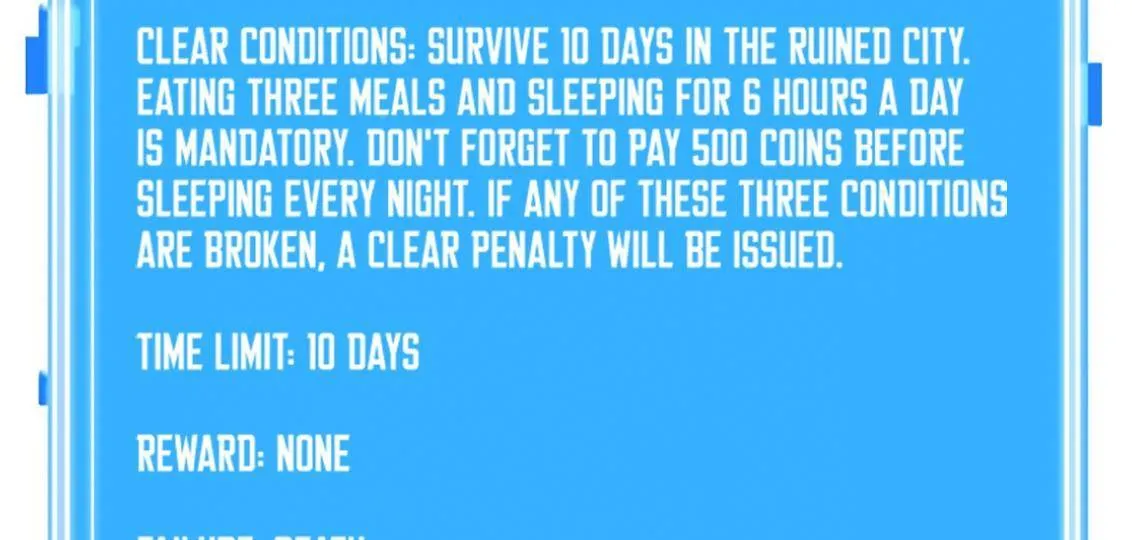 CLEAR CONDITIONS: SURVIVE 10 DAYS IN THE RUINED CITY.
EATING THREE MEALS AND SLEEPING FOR 6 HOURS A DAY
IS MANDATORY. DON'T FORGET TO PAY 500 COINS BEFORE
SLEEPING EVERY NIGHT. IF ANY OF THESE THREE CONDITIONS
ARE BROKEN, A CLEAR PENALTY WILL BE ISSUED.
TIME LIMIT: 10 DAYS
REWARD: NONE